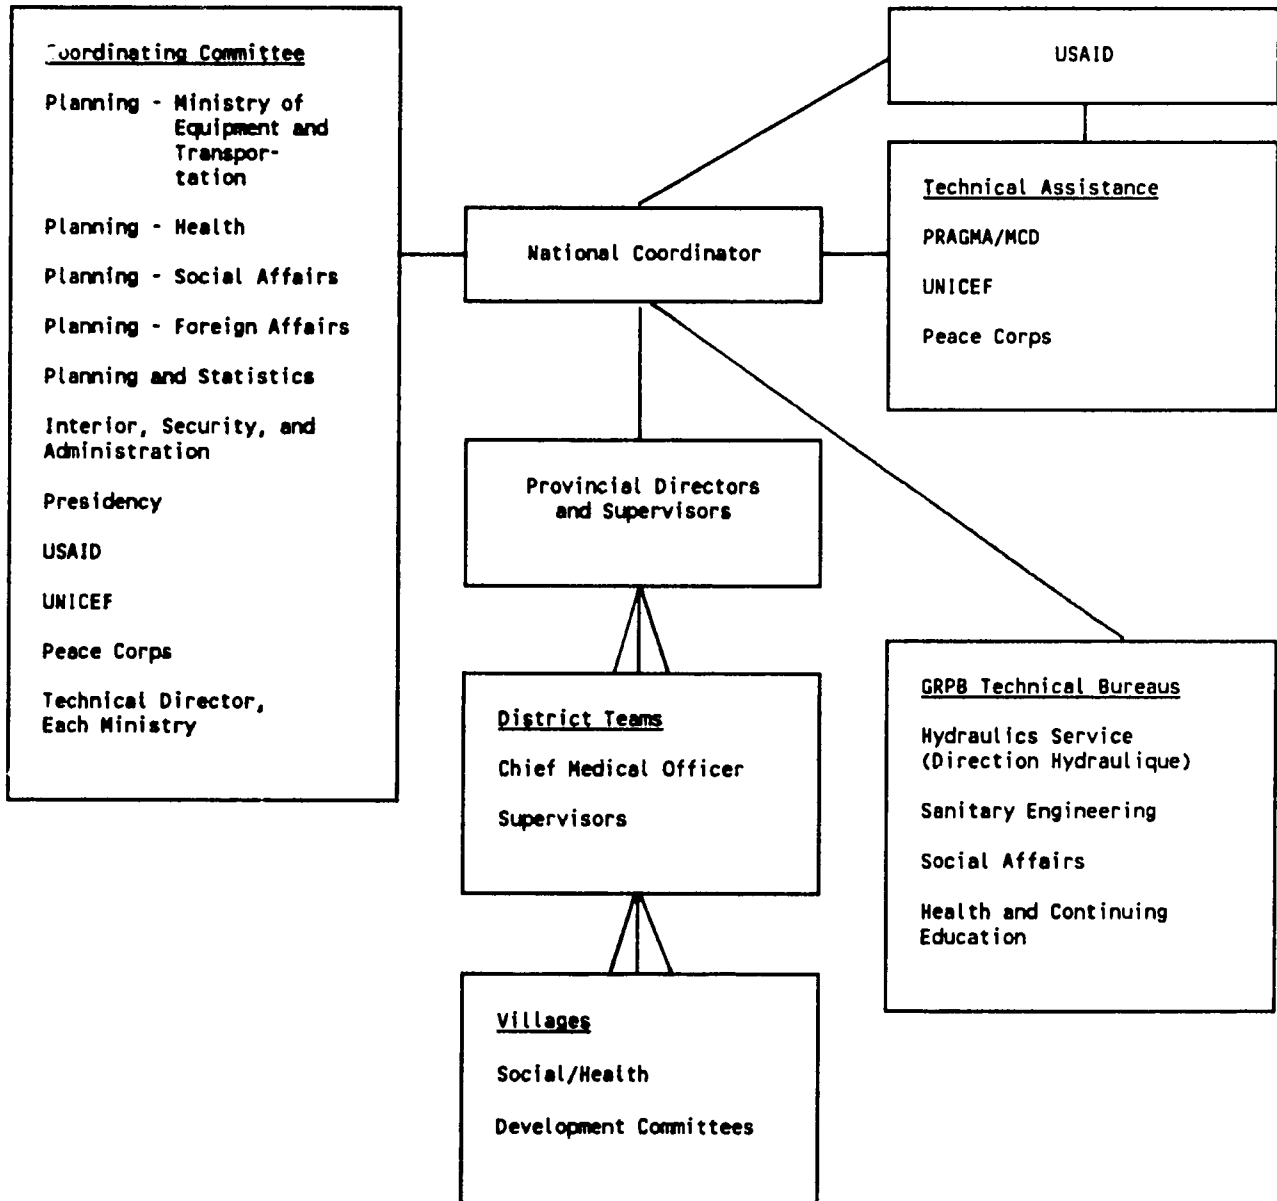 Coordinating Committee
Planning - Ministry of
Equipment and
Transpor-
tation
Planning - Health
Planning - Social Affairs
Planning - Foreign Affairs
Planning and Statistics
Interior, Security, and
Administration
Presidency
USAID
UNICEF
Peace Corps
Technical Director,
Each Ministry
National Coordinator
Provincial Directors
and Supervisors
District Teams
Chief Medical Officer
Supervisors
Villages
Social/Health
Development Committees
USAID
Technical Assistance
PRAGMA/MCD
UNICEF
Peace Corps
GRPB Technical Bureaus
Hydraulics Service
(Direction Hydraulique)
Sanitary Engineering
Social Affairs
Health and Continuing
Education